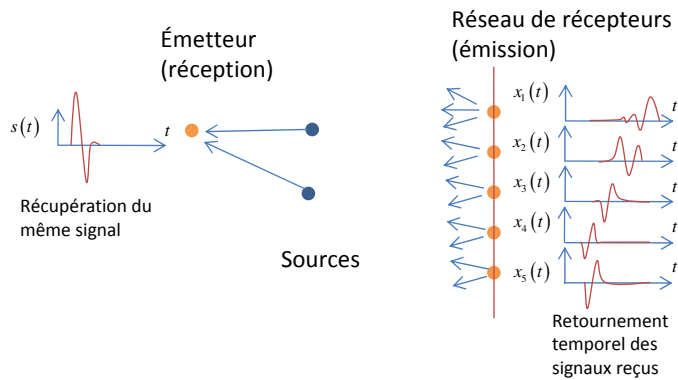 Émetteur
(réception)
s(t)
t
Récupération du
même signal
Sources
Réseau de récepteurs
(émission)
x₁(t)
t
x₂(t)
t
x₃(t)
t
x₄(t)
t
x₅(t)
t
Retournement
temporel des
signaux reçus